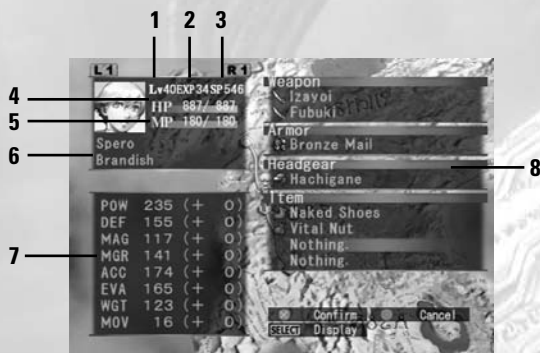 1 2 3
L1 R1
Lv40EXP34SP546
4 HP 887/ 887
5 MP 180/ 180
6 Spero
Brandish
Weapon
Izayoi
Fubuki
Armor
Bronze Mail
Headgear 8
Hachigane
Item
Naked Shoes
Vital Nut
Nothing.
Nothing.
7
POW 235 (+ 0)
DEF 155 (+ 0)
MAG 117 (+ 0)
MGR 141 (+ 0)
ACC 174 (+ 0)
EVA 165 (+ 0)
WGT 123 (+ 0)
MOV 16 (+ 0)
Confirm Cancel
SELECT Display